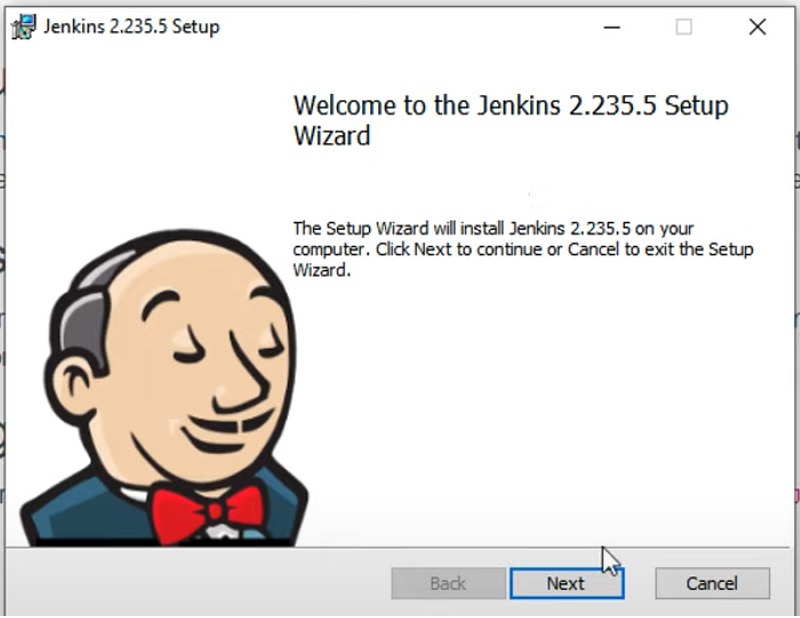 Jenkins 2.235.5 Setup
Welcome to the Jenkins 2.235.5 Setup
Wizard
The Setup Wizard will install Jenkins 2.235.5 on your
computer. Click Next to continue or Cancel to exit the Setup
Wizard.
Back
Next
Cancel